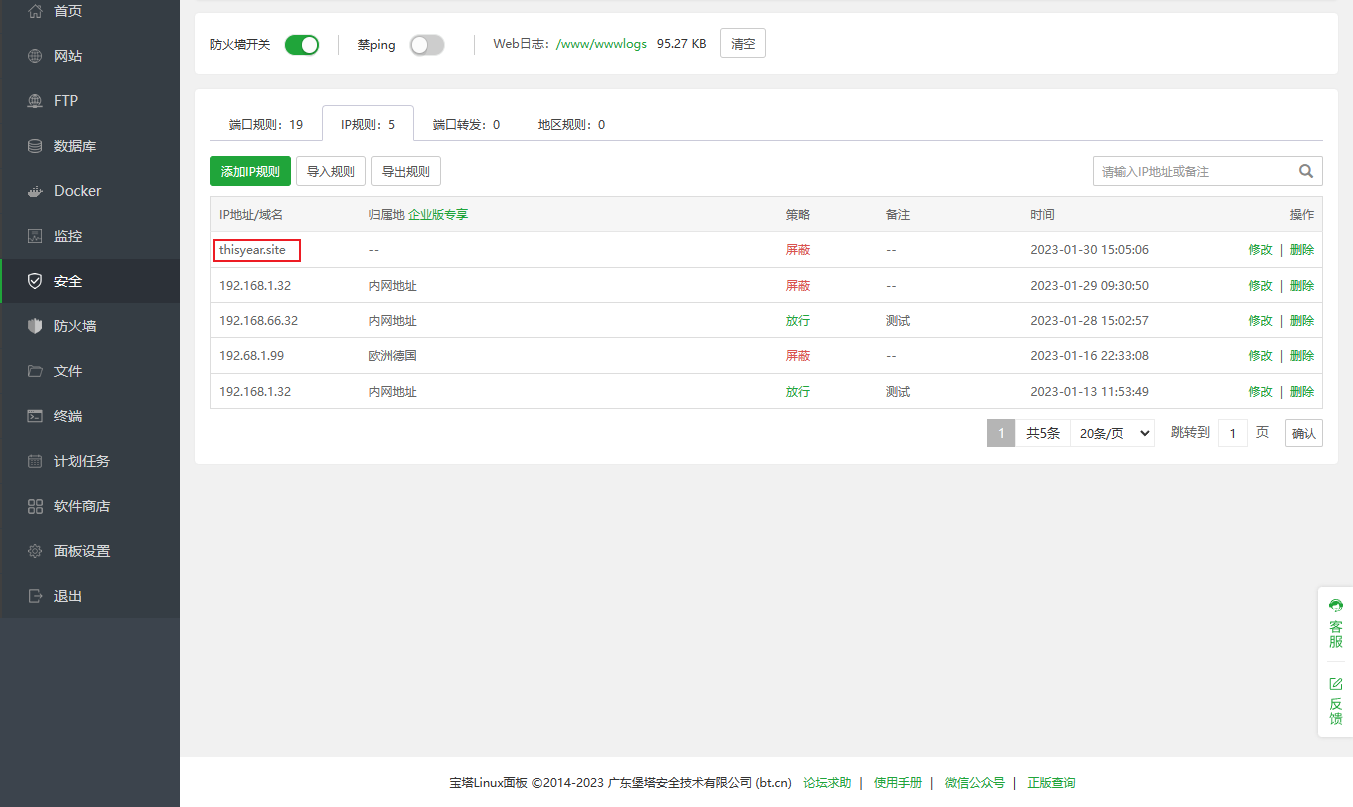 首页
网站
FTP
数据库
Docker
监控
安全
防火墙
文件
终端
计划任务
软件商店
面板设置
退出
防火墙开关 禁ping Web日志: /www/wwwlogs 95.27 KB 清空
端口规则: 19 IP规则: 5 端口转发: 0 地区规则: 0
添加IP规则 导入规则 导出规则 请输入IP地址或备注
IP地址/域名 归属地 企业版专享 策略 备注 时间 操作
thisyear.site -- 屏蔽 -- 2023-01-30 15:05:06 修改 | 删除
192.168.1.32 内网地址 屏蔽 -- 2023-01-29 09:30:50 修改 | 删除
192.168.66.32 内网地址 放行 测试 2023-01-28 15:02:57 修改 | 删除
192.68.1.99 欧洲德国 屏蔽 -- 2023-01-16 22:33:08 修改 | 删除
192.168.1.32 内网地址 放行 测试 2023-01-13 11:53:49 修改 | 删除
1 共5条 20条/页 跳转到 1 页 确认
客服
反馈
宝塔Linux面板 ©2014-2023 广东堡塔安全技术有限公司 (bt.cn) 论坛求助 | 使用手册 | 微信公众号 | 正版查询